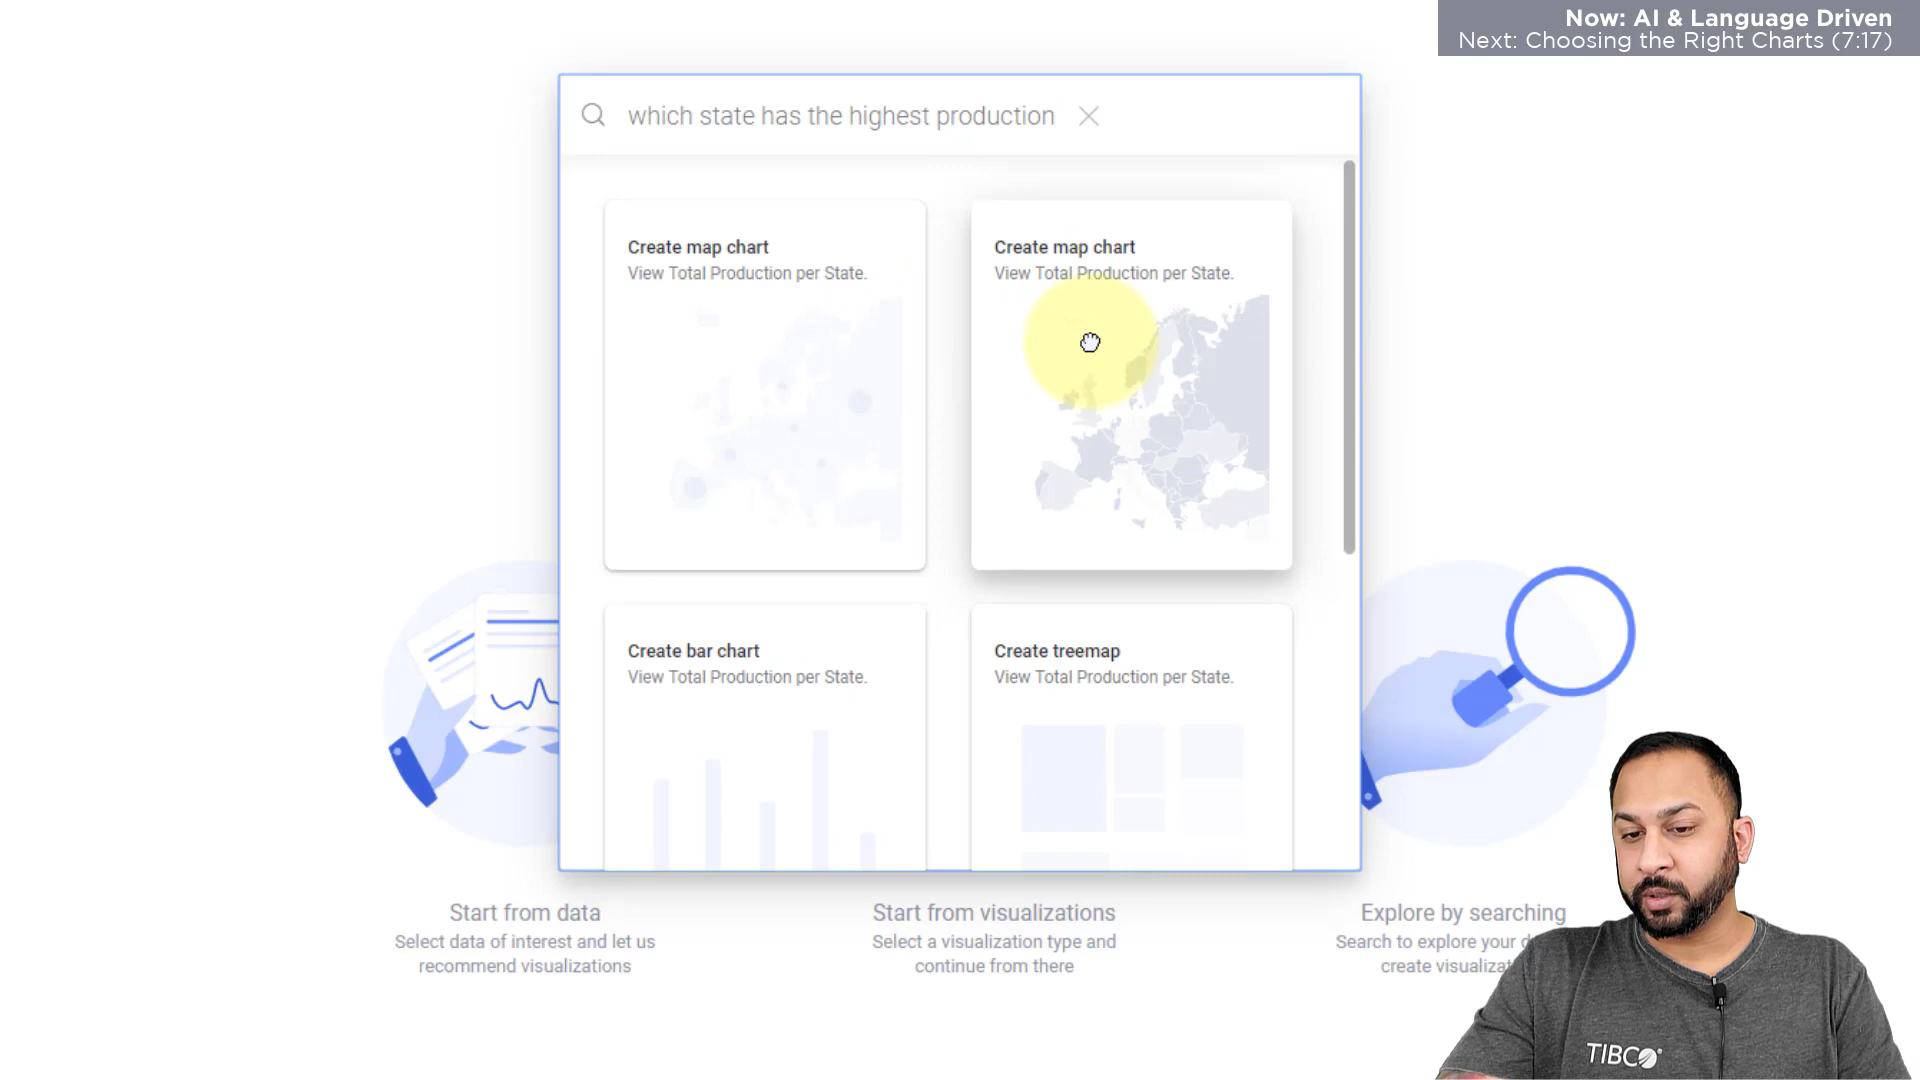 Now: AI & Language Driven
Next: Choosing the Right Charts (7:17)
which state has the highest production
Create map chart
View Total Production per State.
Create map chart
View Total Production per State.
Create bar chart
View Total Production per State.
Create treemap
View Total Production per State.
Start from data
Select data of interest and let us
recommend visualizations
Start from visualizations
Select a visualization type and
continue from there
Explore by searching
Search to explore your
create
TIBCO